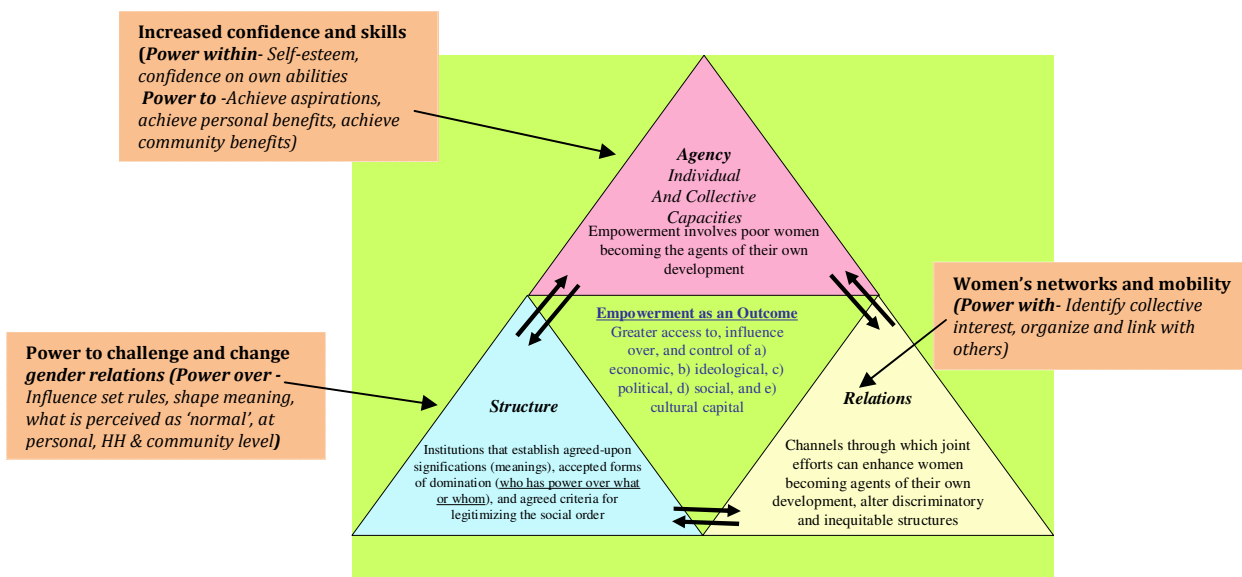 Increased confidence and skills
(Power within- Self-esteem,
confidence on own abilities
Power to -Achieve aspirations,
achieve personal benefits, achieve
community benefits)
Agency
Individual
And Collective
Capacities
Empowerment involves poor women
becoming the agents of their own
development
Women’s networks and mobility
(Power with- Identify collective
interest, organize and link with
others)
Empowerment as an Outcome
Greater access to, influence
over, and control of a)
economic, b) ideological, c)
political, d) social, and e)
cultural capital
Power to challenge and change
gender relations (Power over -
Influence set rules, shape meaning,
what is perceived as ‘normal’, at
personal, HH & community level)
Structure
Institutions that establish agreed-upon
significations (meanings), accepted forms
of domination (who has power over what
or whom), and agreed criteria for
legitimizing the social order
Relations
Channels through which joint
efforts can enhance women
becoming agents of their own
development, alter discriminatory
and inequitable structures